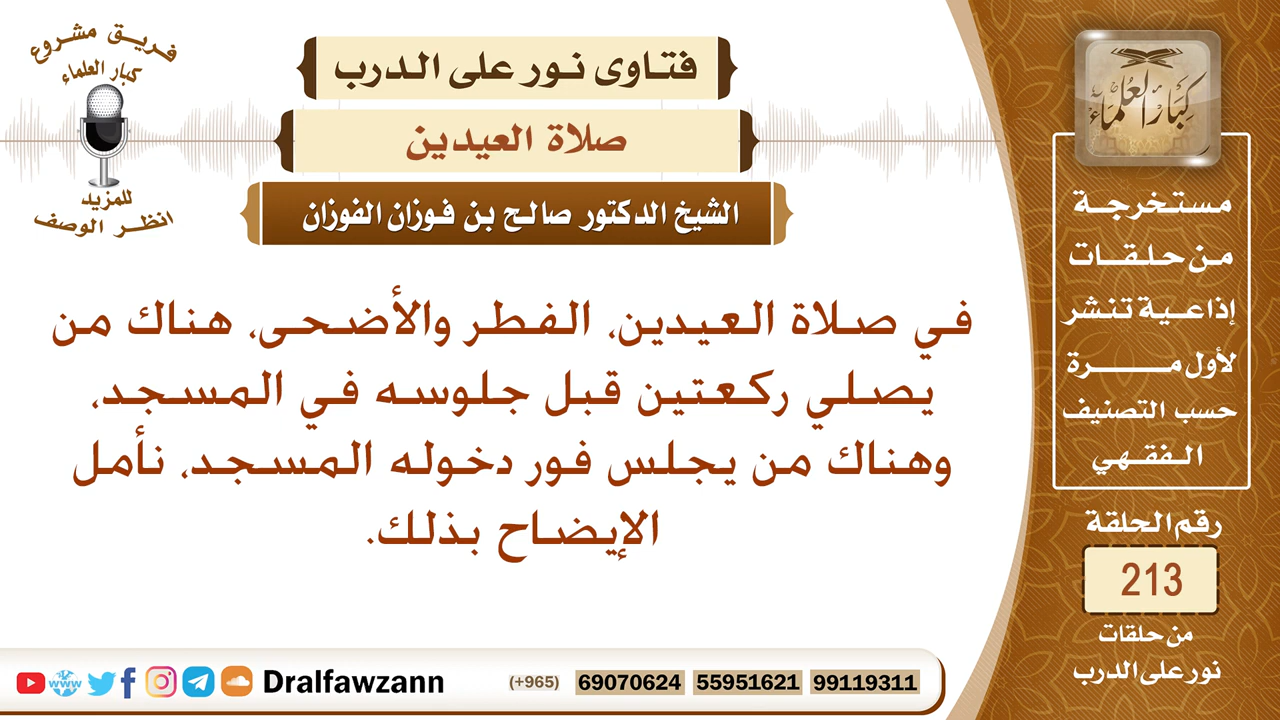 فريق مشروع
كبار العلماء
للمزيد
انظر الوصف
فتاوى نور على الدرب
صلاة العيدين
الشيخ الدكتور صالح بن فوزان الفوزان
في صلاة العيدين، الفطر والأضحى، هناك من
يصلي ركعتين قبل جلوسه في المسجد،
وهناك من يجلس فور دخوله المسجد، نأمل
الإيضاح بذلك.
كبار العلماء
مستخرجة
من حلقات
إذاعية تنشر
لأول مرة
حسب التصنيف
الفقهي
رقم الحلقة
213
من حلقات
نور على الدرب
www Dralfawzann (+965) 69070624 55951621 99119311